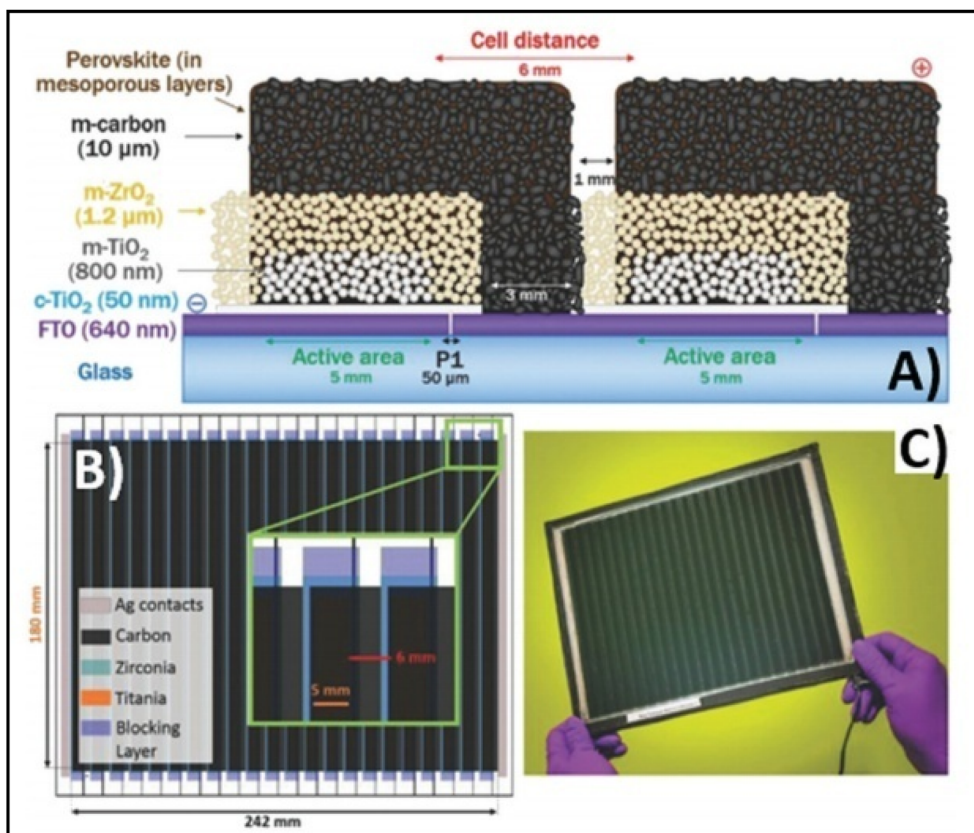 Cell distance
6 mm
Perovskite (in
mesoporous layers)
m-carbon
(10 µm)
1 mm
m-ZrO₂
(1.2 µm)
m-TiO₂
(800 nm)
3 mm
c-TiO₂ (50 nm)
FTO (640 nm)
Active area
5 mm
P1
50 µm
Active area
5 mm
Glass
A)
B)
180 mm
Ag contacts
Carbon
Zirconia
Titania
Blocking
Layer
6 mm
5 mm
242 mm
C)